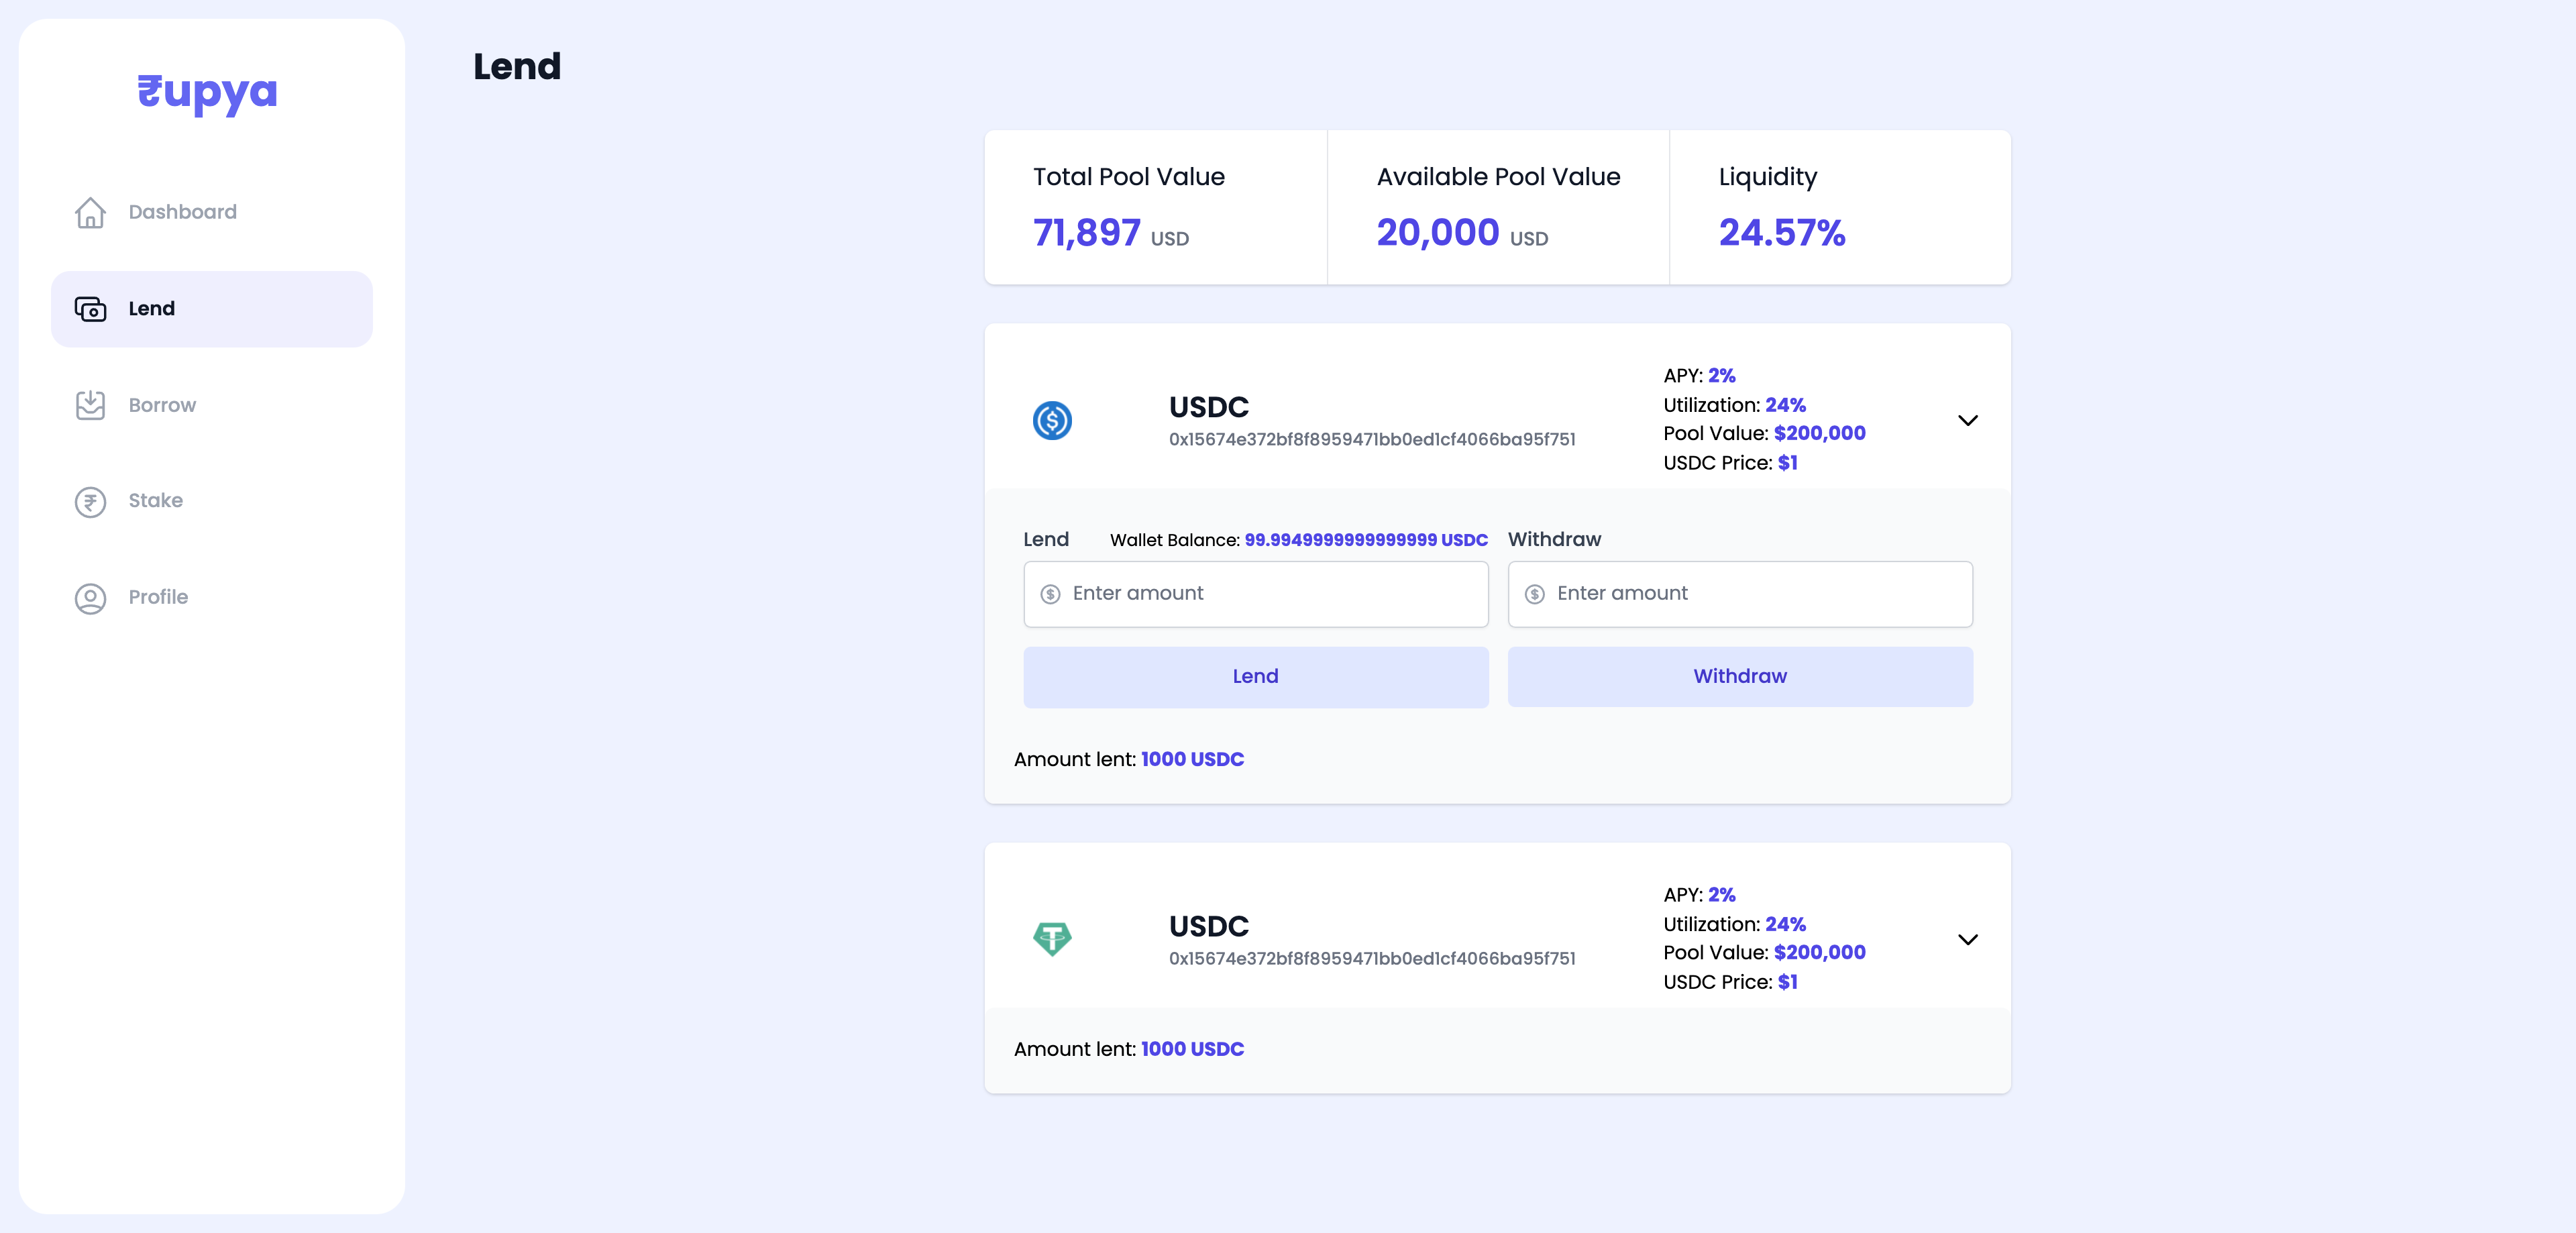 ₹upya
Dashboard
Lend
Borrow
Stake
Profile
Lend
Total Pool Value
71,897 USD
Available Pool Value
20,000 USD
Liquidity
24.57%
USDC
0x15674e372bf8f8959471bb0ed1cf4066ba95f751
APY: 2%
Utilization: 24%
Pool Value: $200,000
USDC Price: $1
Lend Wallet Balance: 99.9949999999999999 USDC
Enter amount
Lend
Withdraw
Enter amount
Withdraw
Amount lent: 1000 USDC
USDC
0x15674e372bf8f8959471bb0ed1cf4066ba95f751
APY: 2%
Utilization: 24%
Pool Value: $200,000
USDC Price: $1
Amount lent: 1000 USDC